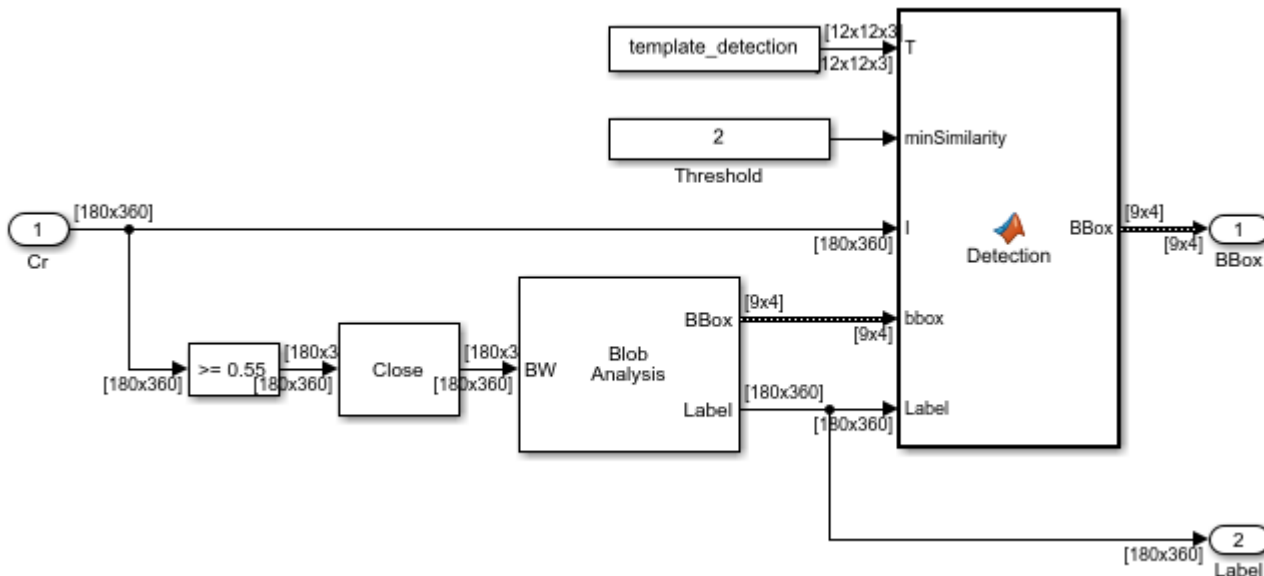 [12x12x3]
template_detection
T
[12x12x3]
2
minSimilarity
Threshold
[180x360]
[9x4]
1
I
BBox
1
Cr
[180x360]
Detection
[9x4]
BBox
[9x4]
BBox
bbox
[9x4]
[180x3
[180x3
Blob
>= 0.55
Close
BW
Analysis
[180x360]
[180x360]
[180x360]
[180x360]
Label
Label
[180x360]
2
[180x360]
Label